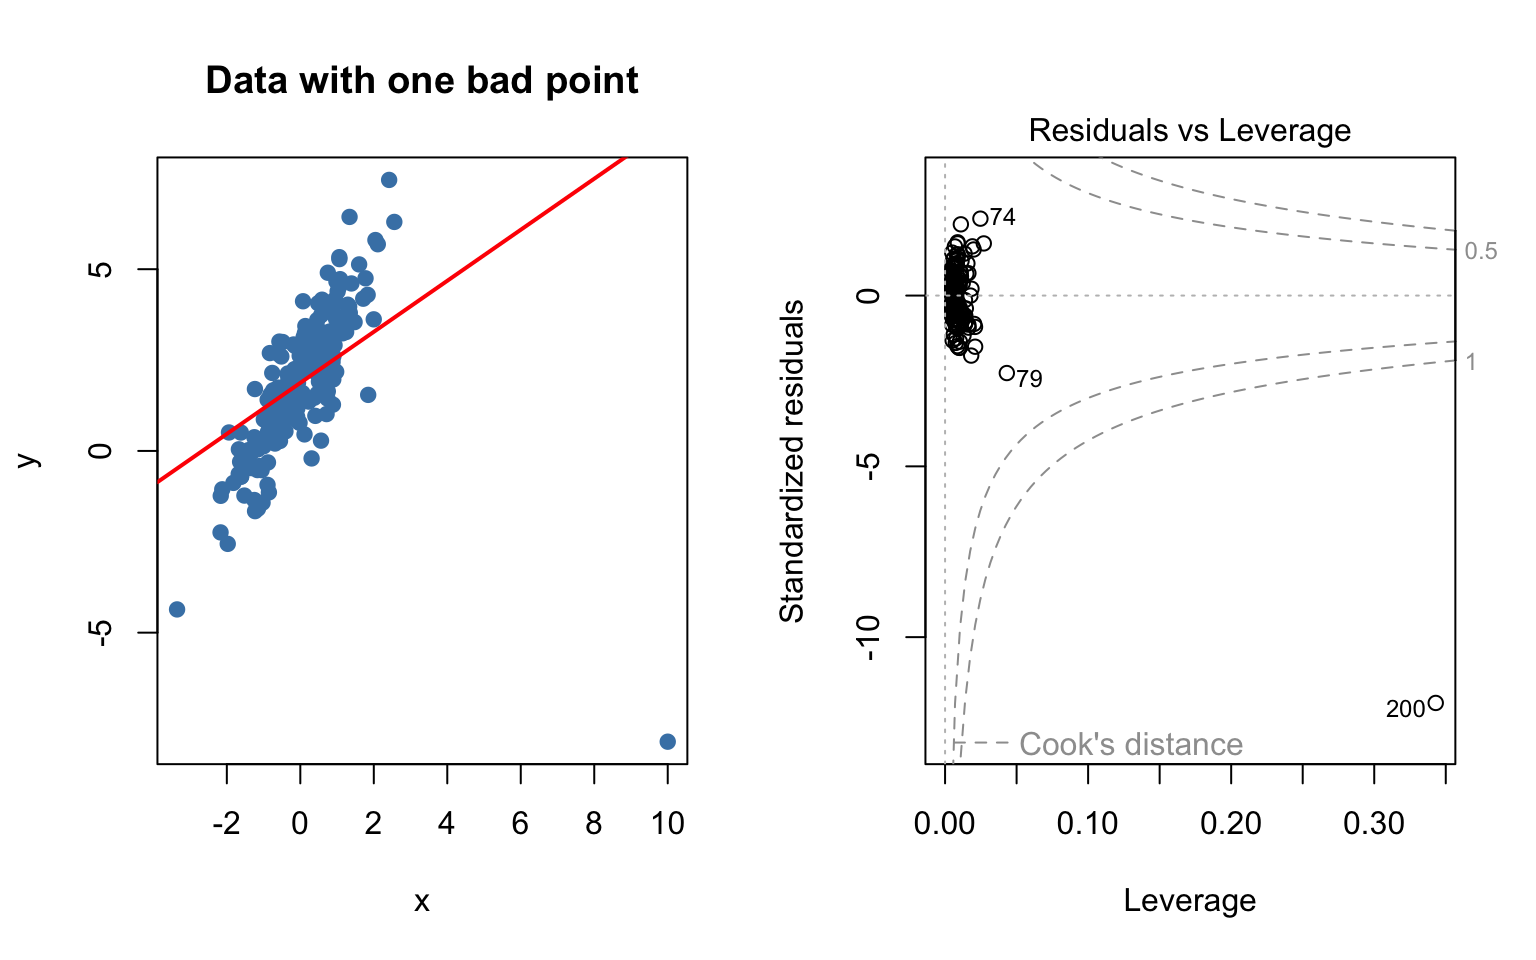 Data with one bad point
5
0
-5
y
-2 0 2 4 6 8 10
x
Residuals vs Leverage
0
-5
-10
Standardized residuals
74
79
200
0.5
1
Cook's distance
0.00 0.10 0.20 0.30
Leverage